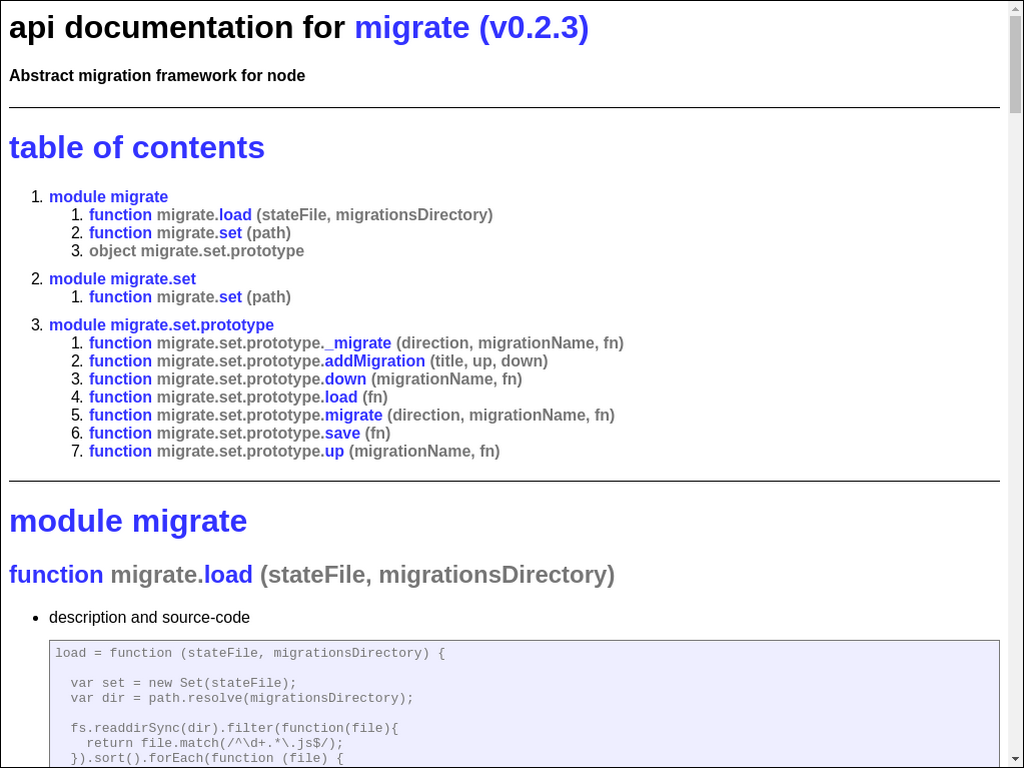 api documentation for migrate (v0.2.3)
Abstract migration framework for node
table of contents
1. module migrate
1. function migrate.load (stateFile, migrationsDirectory)
2. function migrate.set (path)
3. object migrate.set.prototype
2. module migrate.set
1. function migrate.set (path)
3. module migrate.set.prototype
1. function migrate.set.prototype._migrate (direction, migrationName, fn)
2. function migrate.set.prototype.addMigration (title, up, down)
3. function migrate.set.prototype.down (migrationName, fn)
4. function migrate.set.prototype.load (fn)
5. function migrate.set.prototype.migrate (direction, migrationName, fn)
6. function migrate.set.prototype.save (fn)
7. function migrate.set.prototype.up (migrationName, fn)
module migrate
function migrate.load (stateFile, migrationsDirectory)
• description and source-code
load = function (stateFile, migrationsDirectory) {
  var set = new Set(stateFile);
  var dir = path.resolve(migrationsDirectory);
  fs.readdirSync(dir).filter(function(file){
    return file.match(/^\d+.*\.js$/);
  }).sort().forEach(function (file) {